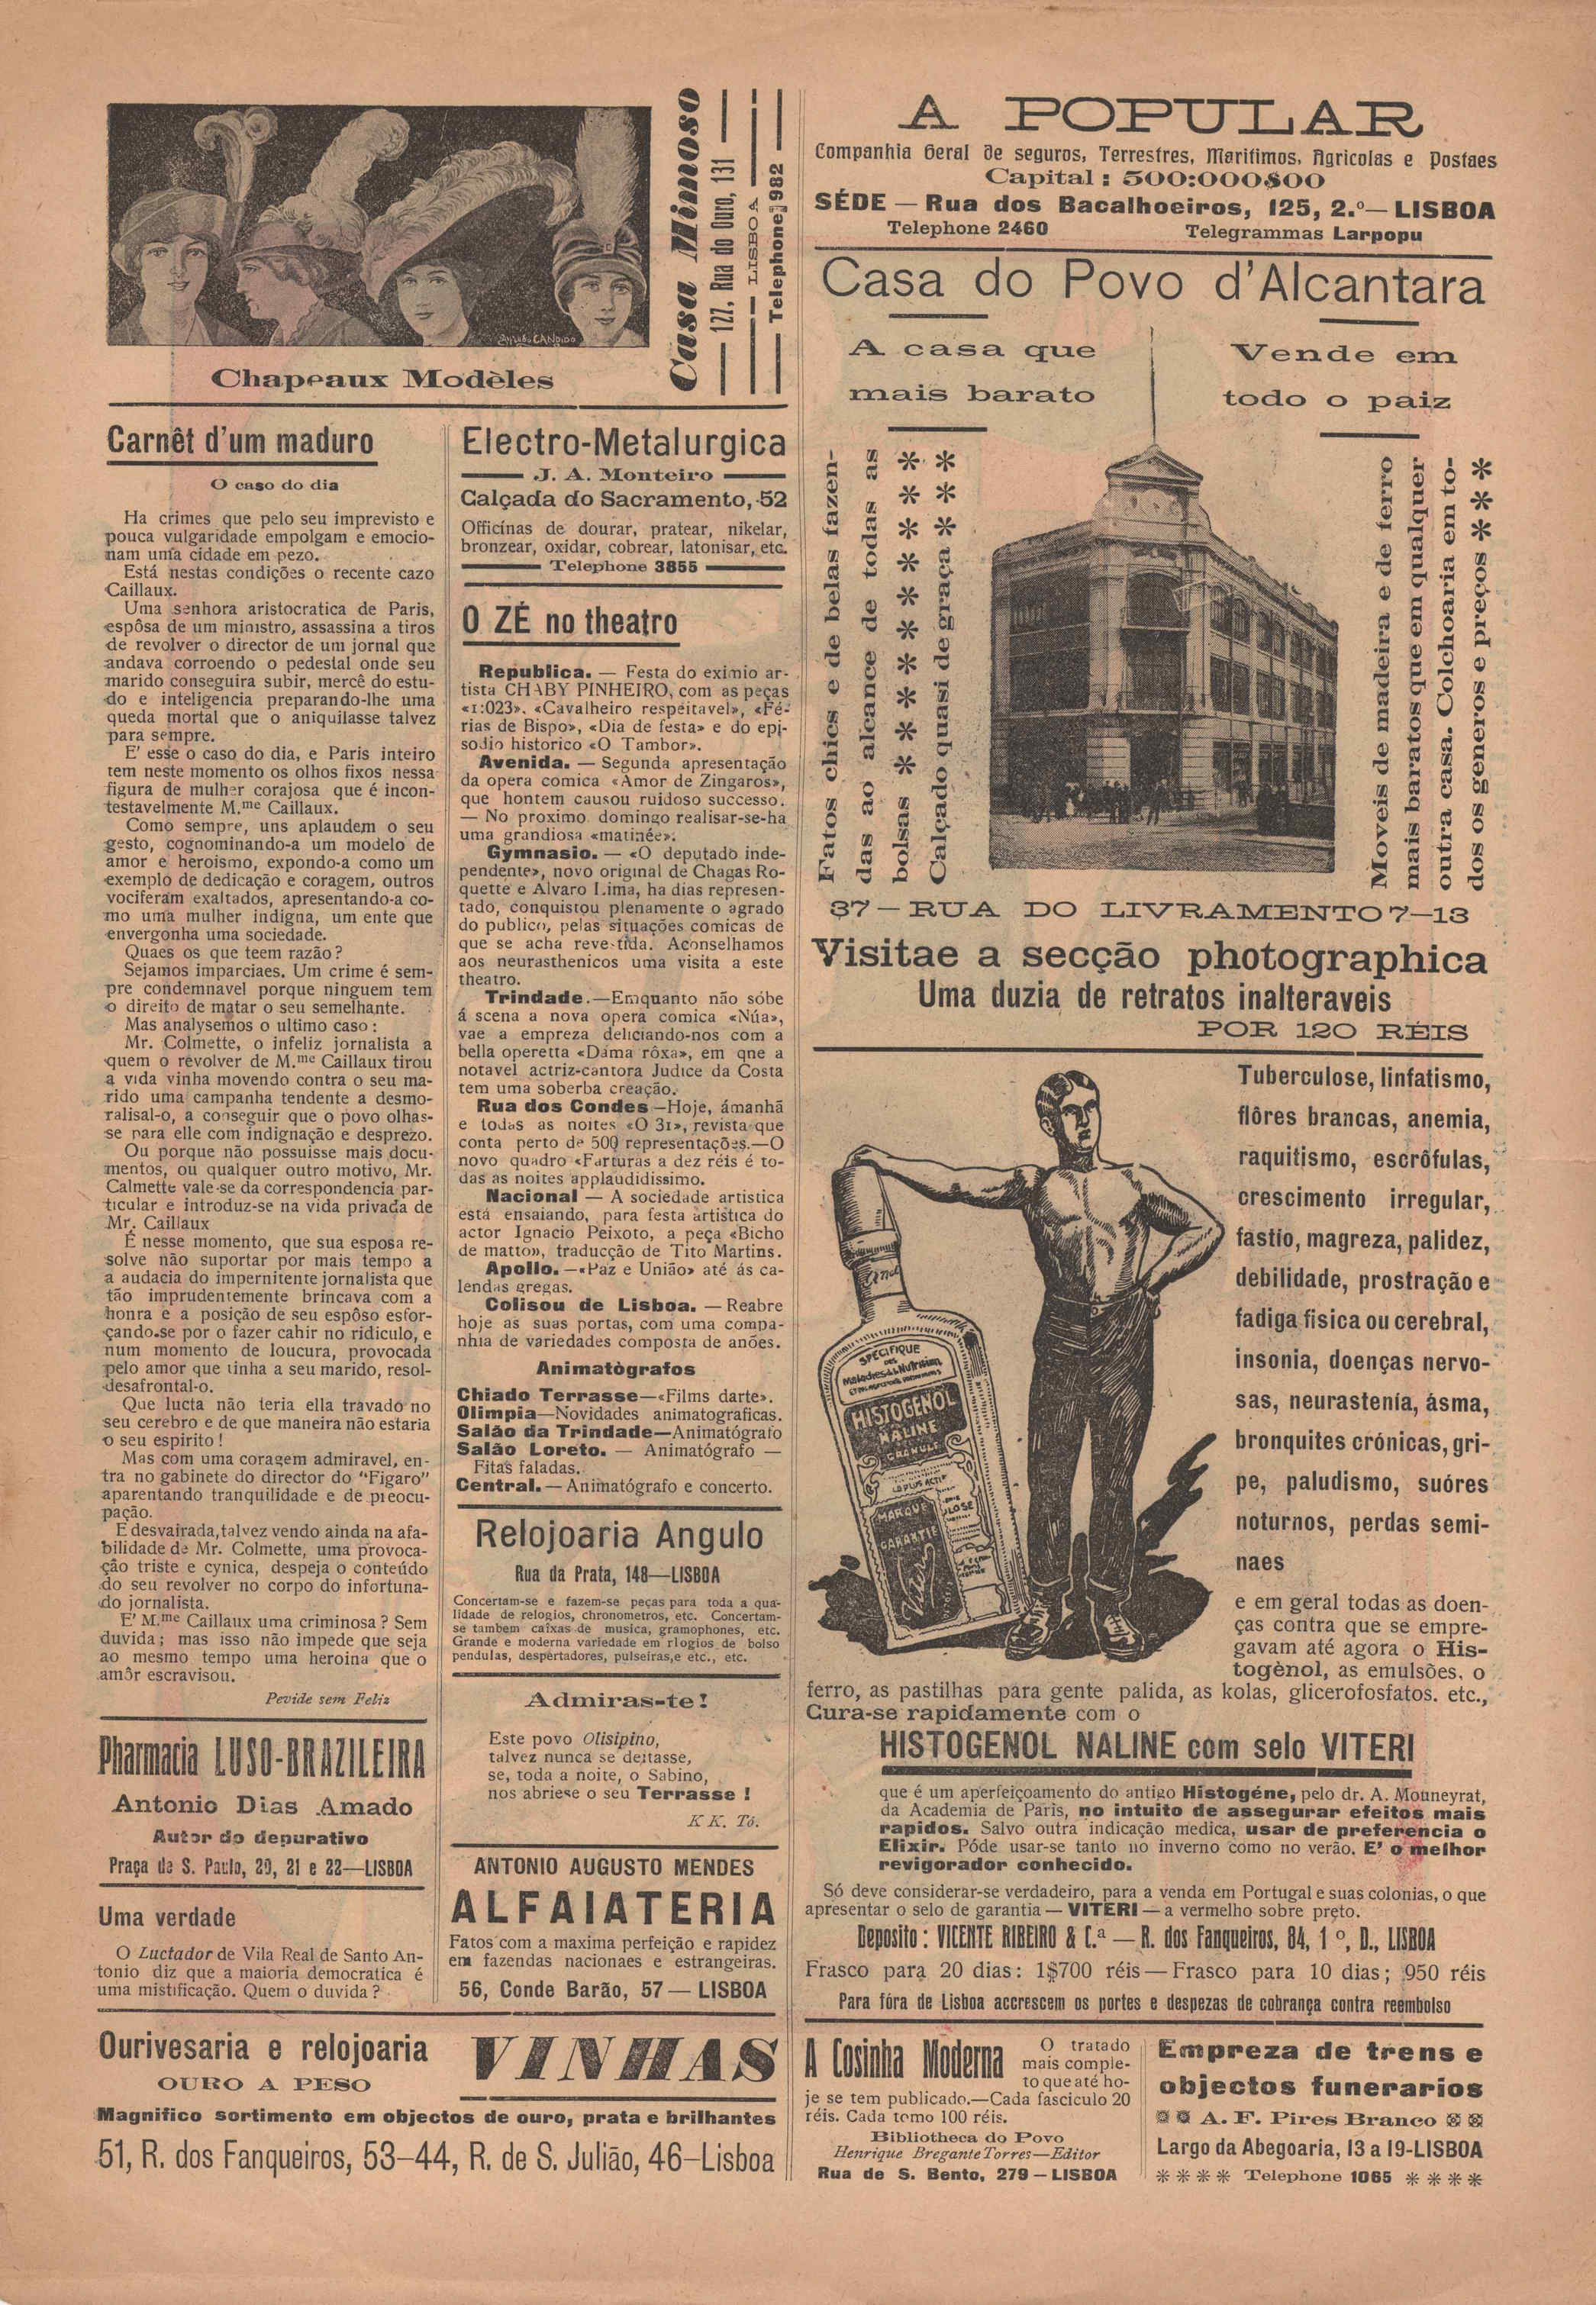 Casa Mimoso
127, Rua do Ouro, 131
LISBOA
Telephone, 982
Chapeaux Modèles
Carnêt d'um maduro
O caso do dia
Ha crimes que pelo seu imprevisto e
pouca vulgaridade empolgam e emocio-
nam uma cidade em pezo.
Está nestas condições o recente cazo
Caillaux.
Uma senhora aristocratica de Paris,
espôsa de um ministro, assassina a tiros
de revolver o director de um jornal que
andava corroendo o pedestal onde seu
marido conseguira subir, mercê do estu-
do e inteligencia preparando-lhe uma
queda mortal que o aniquilasse talvez
para sempre.
E' esse o caso do dia, e Paris inteiro
tem neste momento os olhos fixos nessa
figura de mulher corajosa que é incon-
testavelmente M.me Caillaux.
Como sempre, uns aplaudem o seu
gesto, cognominando-a um modelo de
amor e heroismo, expondo-a como um
exemplo de dedicação e coragem, outros
vociferam exaltados, apresentando-a co-
mo uma mulher indigna, um ente que
envergonha uma sociedade.
Quaes os que teem razão?
Sejamos imparciaes. Um crime é sem-
pre condemnavel porque ninguem tem
o direito de matar o seu semelhante.
Mas analysemos o ultimo caso:
Mr. Colmette, o infeliz jornalista a
quem o revolver de M.me Caillaux tirou
a vida vinha movendo contra o seu ma-
rido uma campanha tendente a desmo-
ralisal-o, a conseguir que o povo olhas-
se para elle com indignação e desprezo.
Ou porque não possuisse mais docu-
mentos, ou qualquer outro motivo, Mr.
Calmette vale-se da correspondencia par-
ticular e introduz-se na vida privada de
Mr. Caillaux
É nesse momento, que sua esposa re-
solve não suportar por mais tempo a
a audacia do impernitente jornalista que
tão imprudentemente brincava com a
honra e a posição de seu espôso esfor-
çando-se por o fazer cahir no ridiculo, e
num momento de loucura, provocada
pelo amor que tinha a seu marido, resol-
desafrontal-o.
Que lucta não teria ella travado no
seu cerebro e de que maneira não estaria
o seu espirito!
Mas com uma coragem admiravel, en-
tra no gabinete do director do "Figaro"
aparentando tranquilidade e de preocu-
pação.
E desvairada, talvez vendo ainda na afa-
bilidade de Mr. Colmette, uma provoca-
ção triste e cynica, despeja o conteúdo
do seu revolver no corpo do infortuna-
do jornalista.
E' M.me Caillaux uma criminosa? Sem
duvida; mas isso não impede que seja
ao mesmo tempo uma heroina que o
amôr escravisou.
Pevide sem Feliz
Pharmacia LUSO-BRAZILEIRA
Antonio Dias Amado
Autor do depurativo
Praça de S. Paulo, 20, 21 e 22—LISBOA
Uma verdade
O Luctador de Vila Real de Santo An-
tonio diz que a maioria democratica é
uma mistificação. Quem o duvida?
Electro-Metalurgica
J. A. Monteiro
Calçada do Sacramento, 52
Officinas de dourar, pratear, nikelar,
bronzear, oxidar, cobrear, latonisar, etc.
Telephone 3855
O ZÉ no theatro
Republica. — Festa do eximio ar-
tista CHABY PINHEIRO, com as peças
«1:023». «Cavalheiro respeitavel», «Fé-
rias de Bispo», «Dia de festa» e do epi-
sodio historico «O Tambor».
Avenida. — Segunda apresentação
da opera comica «Amor de Zingaros»,
que hontem causou ruidoso successo.
— No proximo domingo realisar-se-ha
uma grandiosa «matinée».
Gymnasio. — «O deputado inde-
pendente», novo original de Chagas Ro-
quette e Alvaro Lima, ha dias represen-
tado, conquistou plenamente o agrado
do publico, pelas situações comicas de
que se acha revestida. Aconselhamos
aos neurasthenicos uma visita a este
theatro.
Trindade.—Emquanto não sóbe
á scena a nova opera comica «Núa»,
vae a empreza deliciando-nos com a
bella operetta «Dáma rôxa», em qne a
notavel actriz-cantora Judice da Costa
tem uma soberba creação.
Rua dos Condes—Hoje, ámanhã
e todas as noites «O 31», revista que
conta perto de 500 representações.—O
novo quadro «Farturas a dez réis é to-
das as noites applaudidissimo.
Nacional — A sociedade artistica
está ensaiando, para festa artistica do
actor Ignacio Peixoto, a peça «Bicho
de matto», traducção de Tito Martins.
Apollo.—«Paz e União» até ás ca-
lendas gregas.
Colisou de Lisboa. — Reabre
hoje as suas portas, com uma compa-
nhia de variedades composta de anões.
Animatògrafos
Chiado Terrasse—«Films darte».
Olimpia—Novidades animatograficas.
Salão da Trindade—Animatógrafo
Salão Loreto. — Animatógrafo —
Fitas faladas.
Central.—Animatógrafo e concerto.
Relojoaria Angulo
Rua da Prata, 148—LISBOA
Concertam-se e fazem-se peças para toda a qua-
lidade de relogios, chronometros, etc. Concertam-
se tambem caixas de musica, gramophones, etc.
Grande e moderna variedade em rlogios de bolso
pendulas, despertadores, pulseiras,e etc., etc.
Admiras-te!
Este povo Olisipino,
talvez nunca se deitasse,
se, toda a noite, o Sabino,
nos abriese o seu Terrasse!
K K. Tó.
ANTONIO AUGUSTO MENDES
ALFAIATERIA
Fatos com a maxima perfeição e rapidez
em fazendas nacionaes e estrangeiras.
56, Conde Barão, 57 — LISBOA
Ourivesaria e relojoaria
OURO A PESO
VINHAS
Magnifico sortimento em objectos de ouro, prata e brilhantes
51, R. dos Fanqueiros, 53—44, R. de S. Julião, 46—Lisboa
A POPULAR
Companhia Geral de seguros, Terrestres, Maritimos, Agricolas e Postaes
Capital: 500:000$00
SÉDE — Rua dos Bacalhoeiros, 125, 2.º— LISBOA
Telephone 2460 Telegrammas Larpopu
Casa do Povo d'Alcantara
A casa que
mais barato
Vende em
todo o paiz
Fatos chics e de belas fazen-
das ao alcance de todas as
bolsas * * * * * * * * * * *
Calçado quasi de graça * * * *
Moveis de madeira e de ferro
mais baratos que em qualquer
outra casa. Colchoaria em to-
dos os generos e preços * * * *
37—RUA DO LIVRAMENTO 7—13
Visitae a secção photographica
Uma duzia de retratos inalteraveis
POR 120 RÉIS
SPECIFIQUE
DES
Maladies de la Nutrition
HISTOGENOL
NALINE
GRANULÉ
LA PLUS ACTIF
MARQUE
GARANTIE
Viteri
Tuberculose, linfatismo,
flôres brancas, anemia,
raquitismo, escrôfulas,
crescimento irregular,
fastio, magreza, palidez,
debilidade, prostração e
fadiga fisica ou cerebral,
insonia, doenças nervo-
sas, neurastenía, ásma,
bronquites crónicas, gri-
pe, paludismo, suóres
noturnos, perdas semi-
naes
e em geral todas as doen-
ças contra que se empre-
gavam até agora o His-
togènol, as emulsões, o
ferro, as pastilhas para gente palida, as kolas, glicerofosfatos. etc.,
Cura-se rapidamente com o
HISTOGENOL NALINE com selo VITERI
que é um aperfeiçoamento do antigo Histogéne, pelo dr. A. Mouneyrat,
da Academia de Paris, no intuito de assegurar efeitos mais
rapidos. Salvo outra indicação medica, usar de preferencia o
Elixir. Póde usar-se tanto no inverno como no verão. E' o melhor
revigorador conhecido.
Só deve considerar-se verdadeiro, para a venda em Portugal e suas colonias, o que
apresentar o selo de garantia — VITERI — a vermelho sobre preto.
Deposito: VICENTE RIBEIRO & C.ª — R. dos Fanqueiros, 84, 1º, D., LISBOA
Frasco para 20 dias: 1$700 réis — Frasco para 10 dias; 950 réis
Para fóra de Lisboa accrescem os portes e despezas de cobrança contra reembolso
A Cosinha Moderna
O tratado
mais comple-
to que até ho-
je se tem publicado.—Cada fasciculo 20
réis. Cada tomo 100 réis.
Bibliotheca do Povo
Henrique Bregante Torres—Editor
Rua de S. Bento, 279 — LISBOA
Empreza de trens e
objectos funerarios
A. F. Pires Branco
Largo da Abegoaria, 13 a 19-LISBOA
* * * * Telephone 1065 * * * *